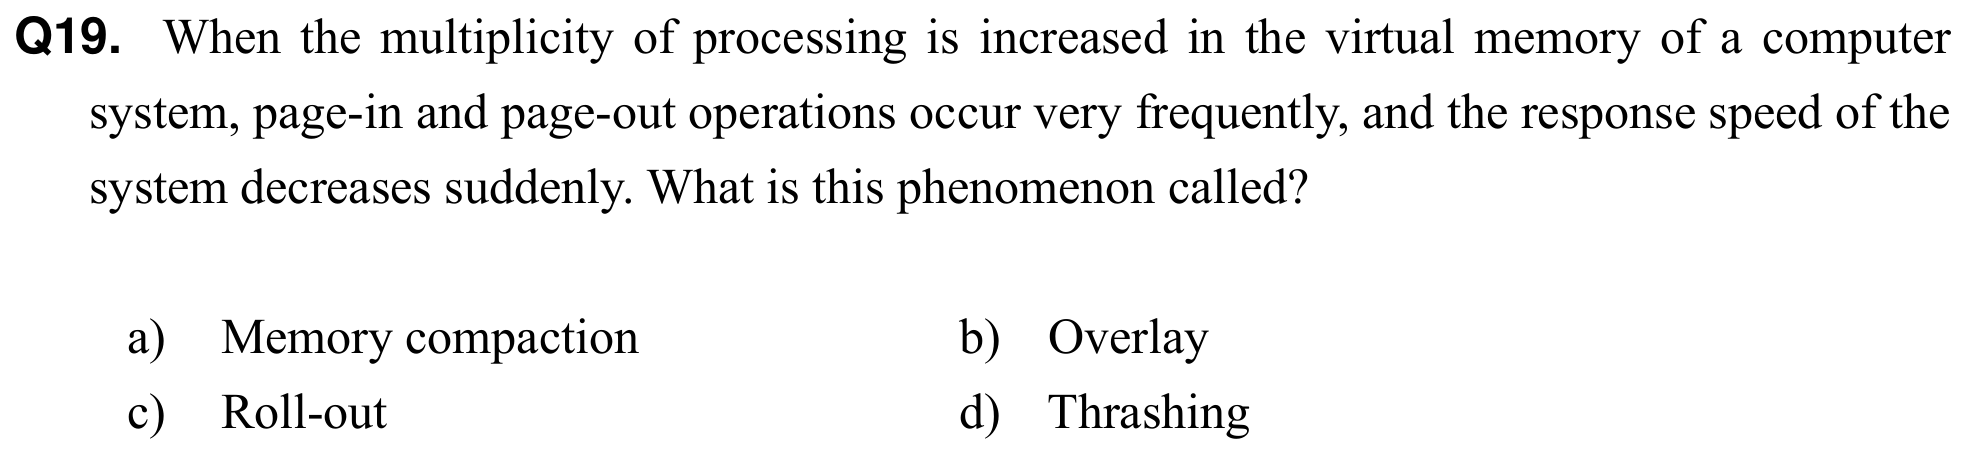 Q19. When the multiplicity of processing is increased in the virtual memory of a computer
system, page-in and page-out operations occur very frequently, and the response speed of the
system decreases suddenly. What is this phenomenon called?
a) Memory compaction b) Overlay
c) Roll-out d) Thrashing